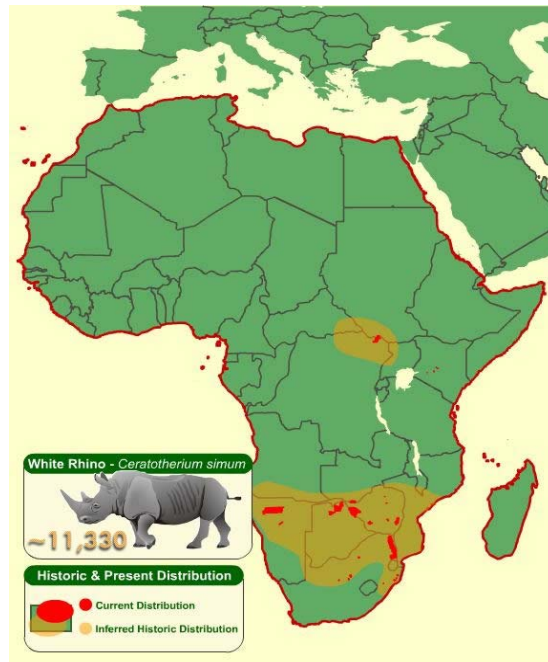 White Rhino - Ceratotherium simum
~11,330
Historic & Present Distribution
Current Distribution
Inferred Historic Distribution